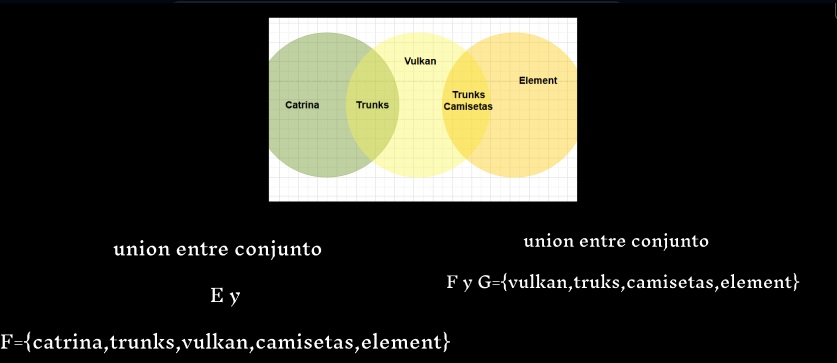 Vulkan
Element
Catrina
Trunks
Trunks
Camisetas
union entre conjunto
E y
F={catrina,trunks,vulkan,camisetas,element}
union entre conjunto
F y G={vulkan,truks,camisetas,element}